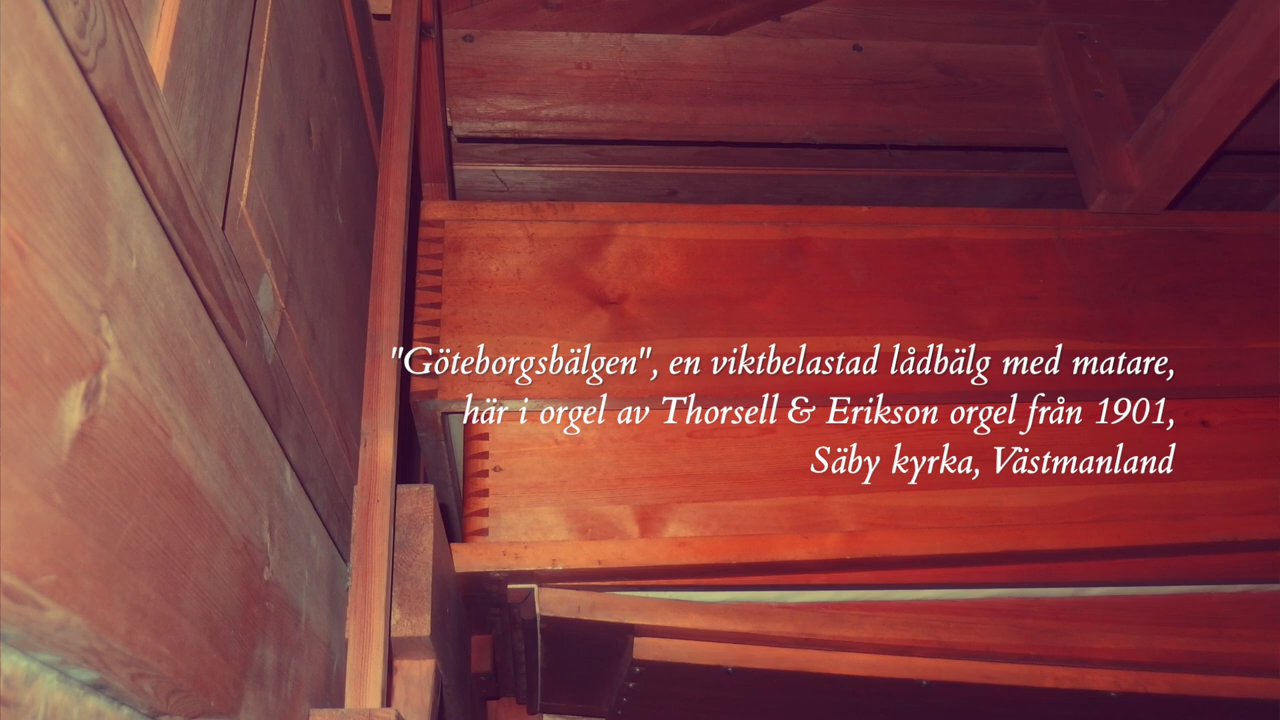 "Göteborgsbälgen", en viktbelastad lådbälg med matare,
här i orgel av Thorsell & Erikson orgel från 1901,
Säby kyrka, Västmanland